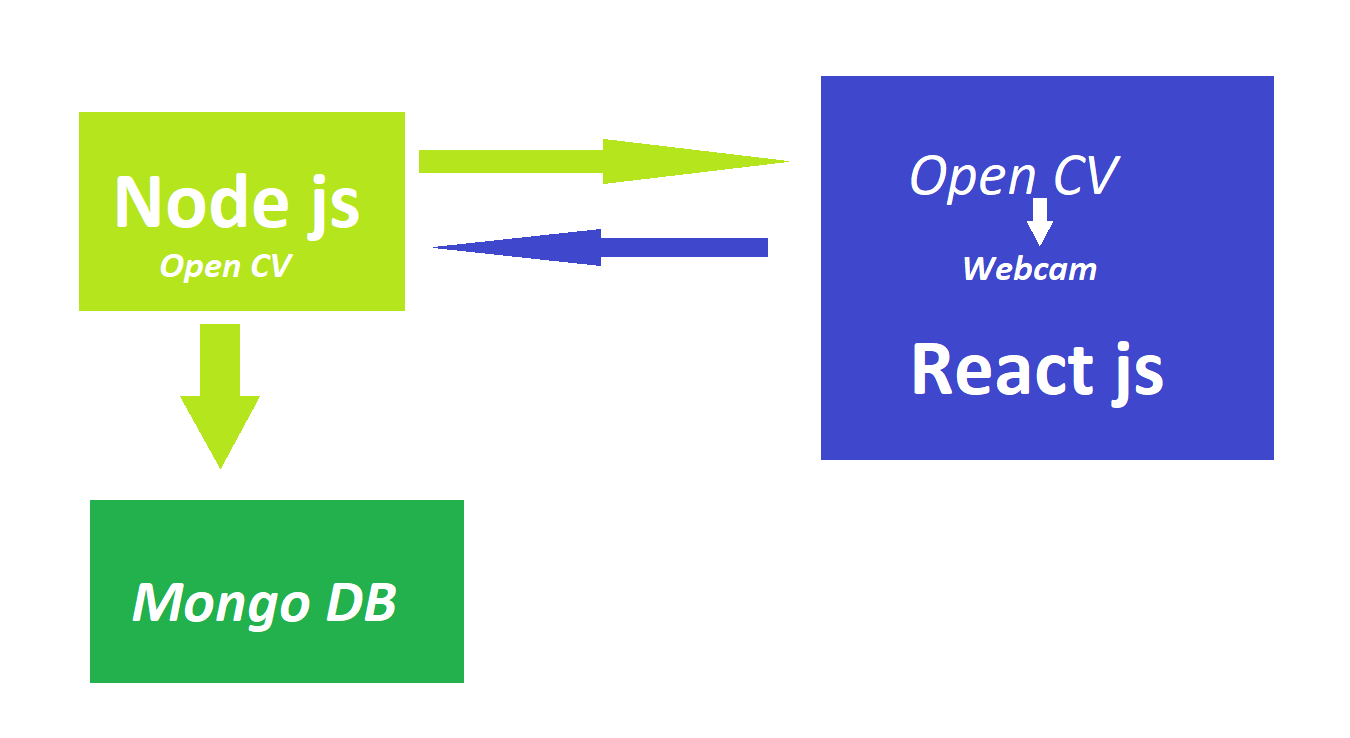 Node js
Open CV
Open CV
Webcam
React js
Mongo DB